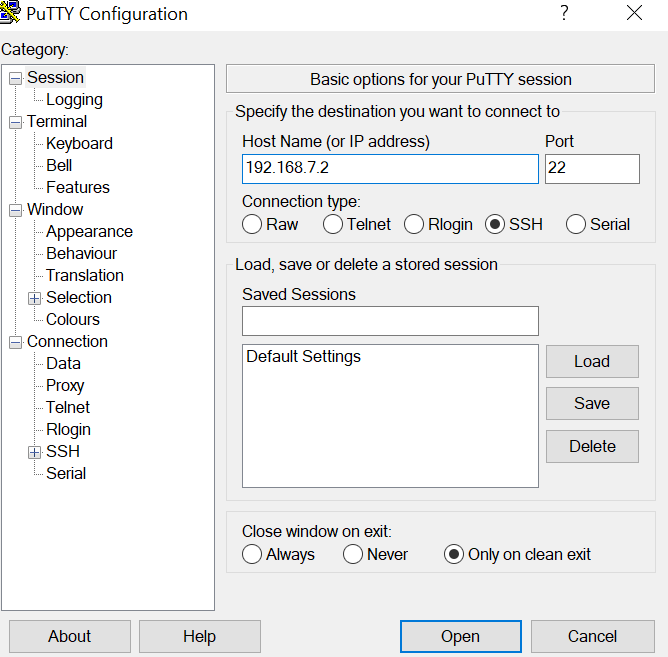 PuTTY Configuration ?
Category:
Session
Logging
Terminal
Keyboard
Bell
Features
Window
Appearance
Behaviour
Translation
Selection
Colours
Connection
Data
Proxy
Telnet
Rlogin
SSH
Serial
Basic options for your PuTTY session
Specify the destination you want to connect to
Host Name (or IP address) Port
192.168.7.2 22
Connection type:
Raw Telnet Rlogin SSH Serial
Load, save or delete a stored session
Saved Sessions
Default Settings
Load
Save
Delete
Close window on exit:
Always Never Only on clean exit
About Help Open Cancel